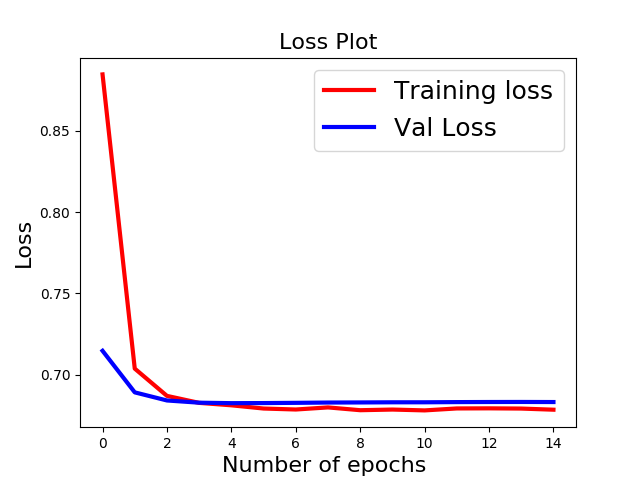 Loss Plot
Training loss
Val Loss
Loss
0.85
0.80
0.75
0.70
0 2 4 6 8 10 12 14
Number of epochs